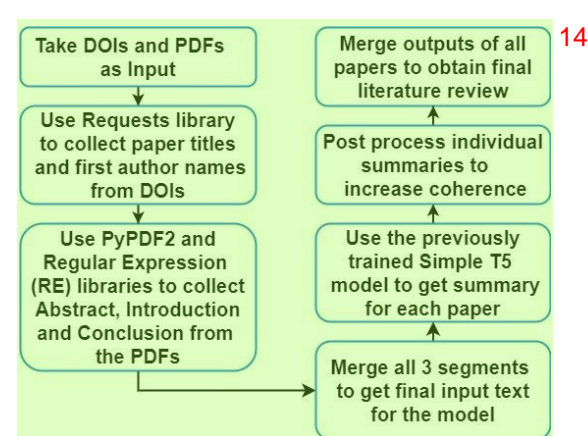 Take DOIs and PDFs
as Input
Use Requests library
to collect paper titles
and first author names
from DOIs
Use PyPDF2 and
Regular Expression
(RE) libraries to collect
Abstract, Introduction
and Conclusion from
the PDFs
Merge all 3 segments
to get final input text
for the model
Use the previously
trained Simple T5
model to get summary
for each paper
Post process individual
summaries to
increase coherence
Merge outputs of all
papers to obtain final
literature review
14